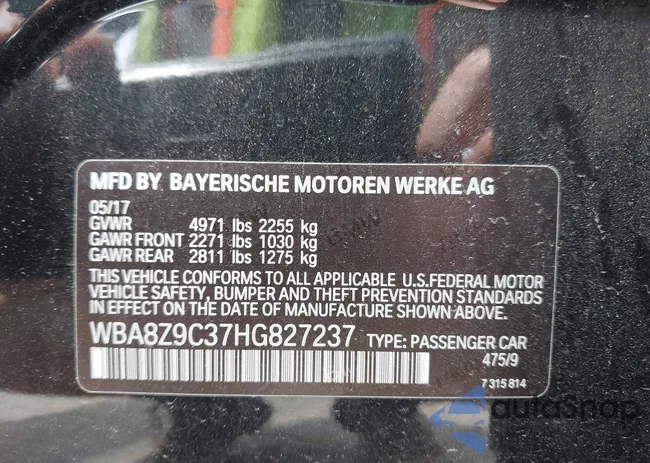 MFD BY BAYERISCHE MOTOREN WERKE AG
05/17
GVWR 4971 lbs 2255 kg
GAWR FRONT 2271 lbs 1030 kg
GAWR REAR 2811 lbs 1275 kg
THIS VEHICLE CONFORMS TO ALL APPLICABLE U.S.FEDERAL MOTOR
VEHICLE SAFETY, BUMPER AND THEFT PREVENTION STANDARDS
IN EFFECT ON THE DATE OF MANUFACTURE SHOWN ABOVE.
WBA8Z9C37HG827237 TYPE: PASSENGER CAR
475/9
7 315 814
autoSnap